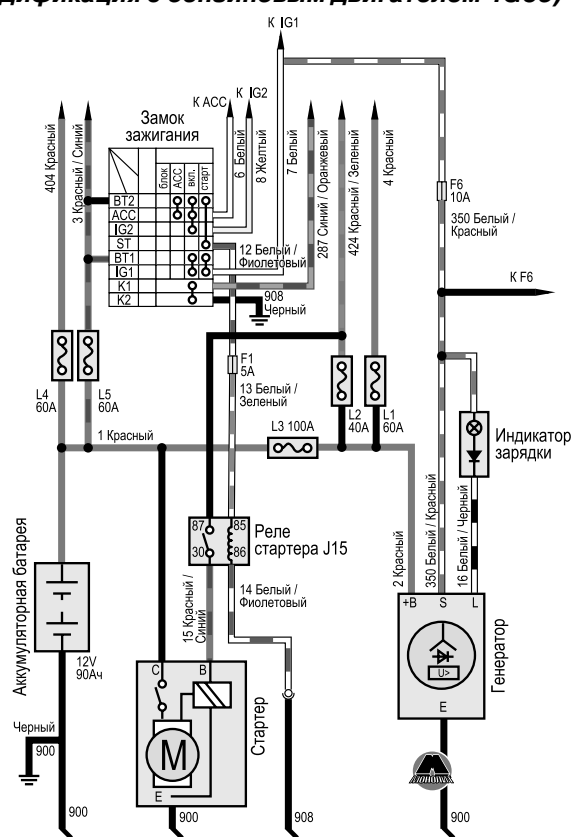 К IG1
К ACC
К IG2
Замок
зажигания
404 Красный
3 Красный / Синий
6 Белый
8 Желтый
7 Белый
287 Синий / Оранжевый
424 Красный / Зеленый
4 Красный
блок
ACC
вкл.
старт
BT2
ACC
IG2
ST
BT1
IG1
K1
K2
F6
10A
350 Белый /
Красный
12 Белый /
Фиолетовый
908
Черный
К F6
L4
60A
L5
60A
F1
5A
13 Белый /
Зеленый
L2
40A
L1
60A
1 Красный
L3 100A
Индикатор
зарядки
87
85
30
86
Реле
стартера J15
2 Красный
350 Белый / Красный
16 Белый / Черный
Аккумуляторная батарея
15 Красный /
Синий
14 Белый /
Фиолетовый
+B
S
L
U>
E
Генератор
12V
90Ач
C
B
M
E
Стартер
Черный
900
900
900
908
900